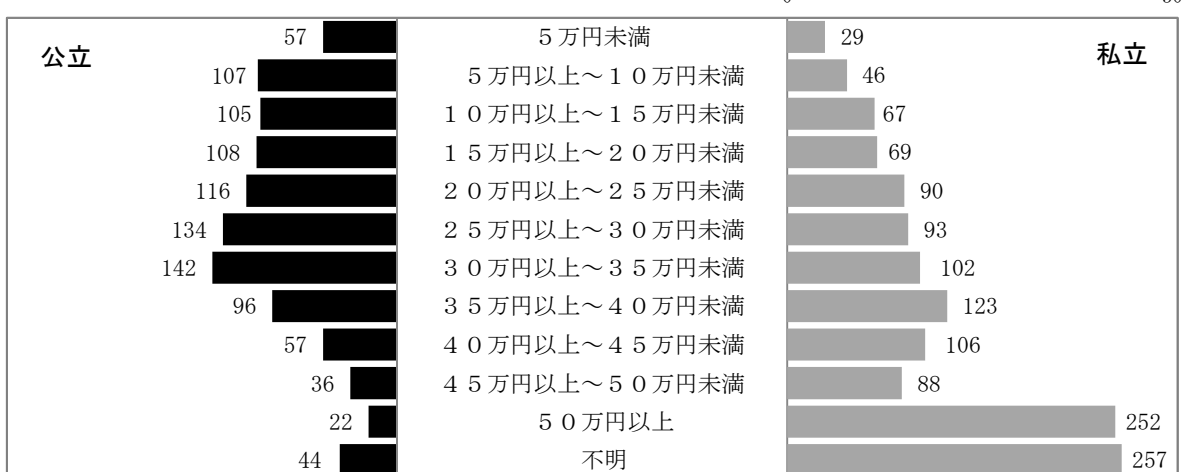 公立 私立
57 5万円未満 29
107 5万円以上～10万円未満 46
105 10万円以上～15万円未満 67
108 15万円以上～20万円未満 69
116 20万円以上～25万円未満 90
134 25万円以上～30万円未満 93
142 30万円以上～35万円未満 102
96 35万円以上～40万円未満 123
57 40万円以上～45万円未満 106
36 45万円以上～50万円未満 88
22 50万円以上 252
44 不明 257